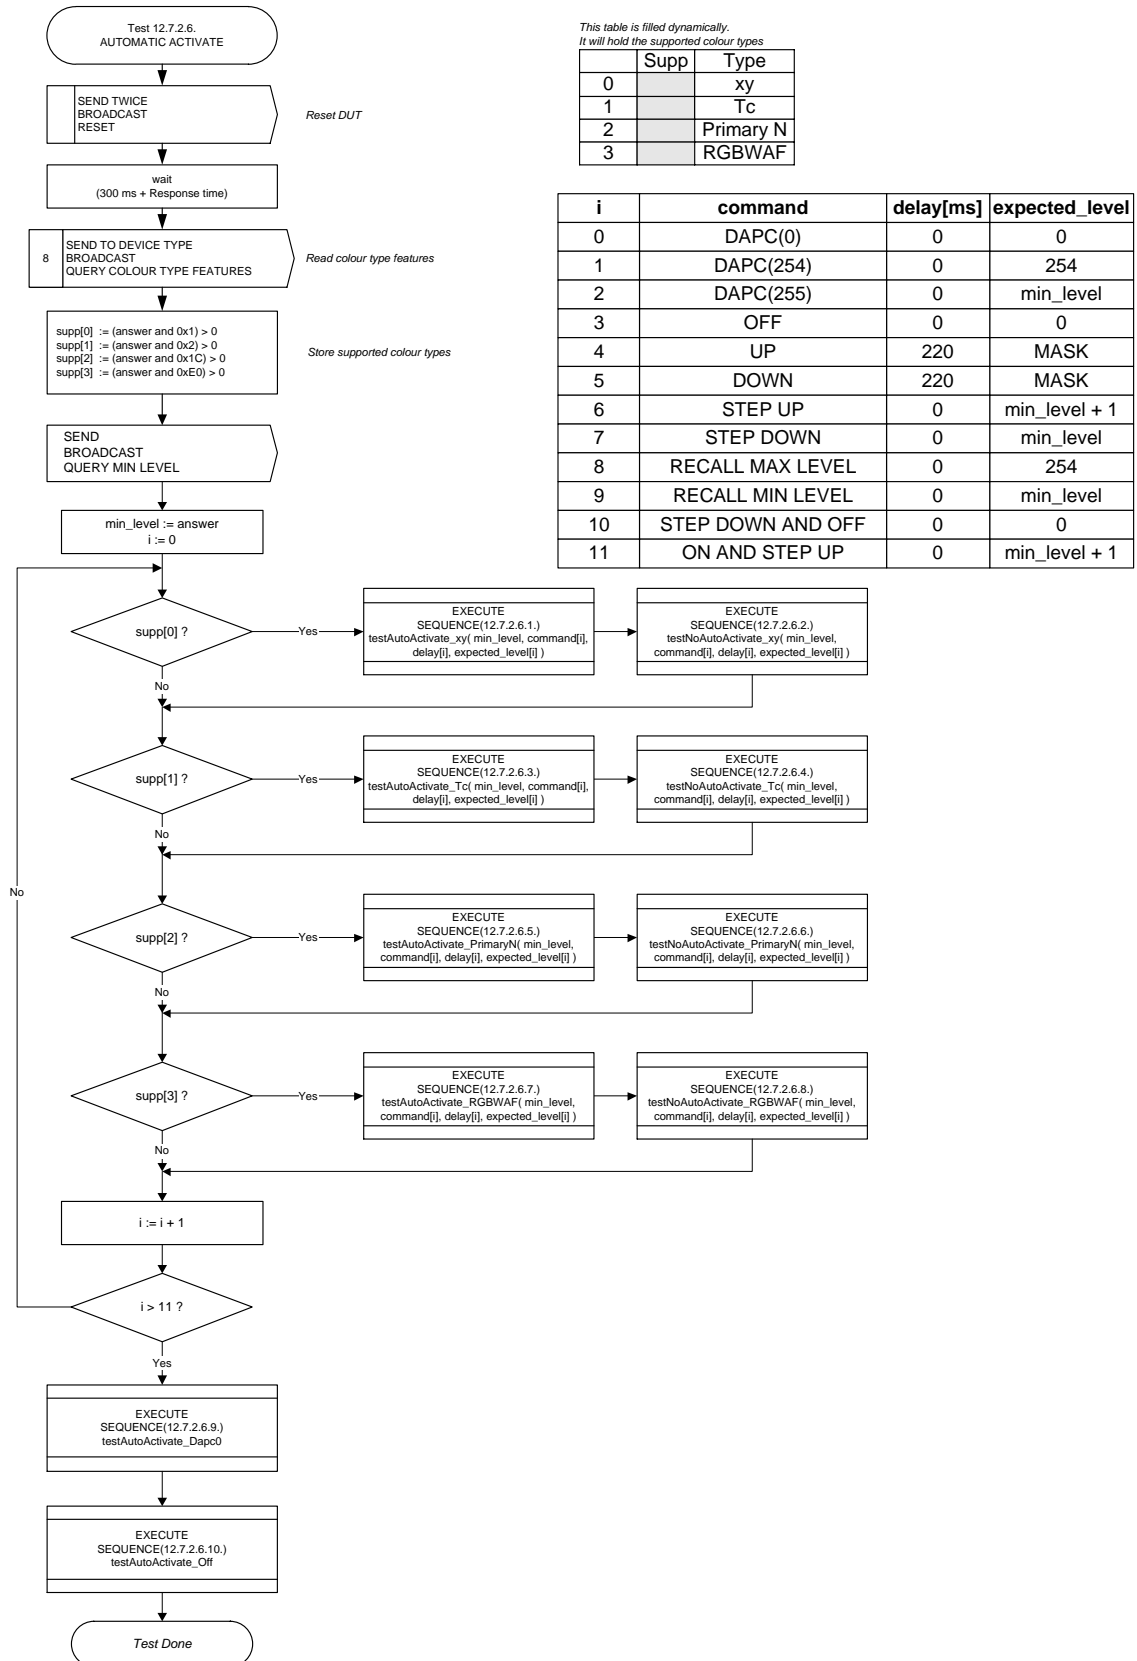 Test 12.7.2.6.
AUTOMATIC ACTIVATE
SEND TWICE
BROADCAST
RESET
Reset DUT
wait
(300 ms + Response time)
8
SEND TO DEVICE TYPE
BROADCAST
QUERY COLOUR TYPE FEATURES
Read colour type features
supp[0] := (answer and 0x1) > 0
supp[1] := (answer and 0x2) > 0
supp[2] := (answer and 0x1C) > 0
supp[3] := (answer and 0xE0) > 0
Store supported colour types
SEND
BROADCAST
QUERY MIN LEVEL
min_level := answer
i := 0
This table is filled dynamically.
It will hold the supported colour types
Supp Type
0 xy
1 Tc
2 Primary N
3 RGBWAF
i command delay[ms] expected_level
0 DAPC(0) 0 0
1 DAPC(254) 0 254
2 DAPC(255) 0 min_level
3 OFF 0 0
4 UP 220 MASK
5 DOWN 220 MASK
6 STEP UP 0 min_level + 1
7 STEP DOWN 0 min_level
8 RECALL MAX LEVEL 0 254
9 RECALL MIN LEVEL 0 min_level
10 STEP DOWN AND OFF 0 0
11 ON AND STEP UP 0 min_level + 1
supp[0] ?
Yes
EXECUTE
SEQUENCE(12.7.2.6.1.)
testAutoActivate_xy( min_level, command[i],
delay[i], expected_level[i] )
EXECUTE
SEQUENCE(12.7.2.6.2.)
testNoAutoActivate_xy( min_level,
command[i], delay[i], expected_level[i] )
No
supp[1] ?
Yes
EXECUTE
SEQUENCE(12.7.2.6.3.)
testAutoActivate_Tc( min_level, command[i],
delay[i], expected_level[i] )
EXECUTE
SEQUENCE(12.7.2.6.4.)
testNoAutoActivate_Tc( min_level,
command[i], delay[i], expected_level[i] )
No
No
supp[2] ?
Yes
EXECUTE
SEQUENCE(12.7.2.6.5.)
testAutoActivate_PrimaryN( min_level,
command[i], delay[i], expected_level[i] )
EXECUTE
SEQUENCE(12.7.2.6.6.)
testNoAutoActivate_PrimaryN( min_level,
command[i], delay[i], expected_level[i] )
No
supp[3] ?
Yes
EXECUTE
SEQUENCE(12.7.2.6.7.)
testAutoActivate_RGBWAF( min_level,
command[i], delay[i], expected_level[i] )
EXECUTE
SEQUENCE(12.7.2.6.8.)
testNoAutoActivate_RGBWAF( min_level,
command[i], delay[i], expected_level[i] )
No
i := i + 1
i > 11 ?
Yes
EXECUTE
SEQUENCE(12.7.2.6.9.)
testAutoActivate_Dapc0
EXECUTE
SEQUENCE(12.7.2.6.10.)
testAutoActivate_Off
Test Done